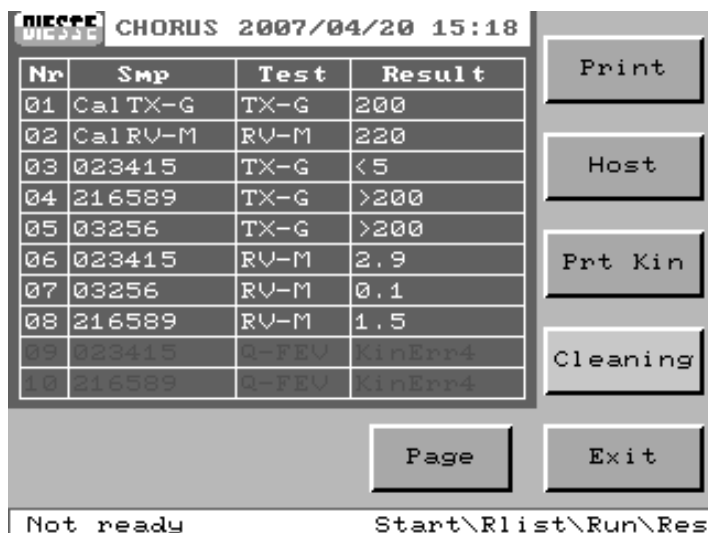 DIESSE CHORUS 2007/04/20 15:18
Nr Smp Test Result
01 CalTX-G TX-G 200
02 CalRV-M RV-M 220
03 023415 TX-G <5
04 216589 TX-G >200
05 03256 TX-G >200
06 023415 RV-M 2.9
07 03256 RV-M 0.1
08 216589 RV-M 1.5
09 023415 Q-FEV KinErr4
10 216589 Q-FEV KinErr4
Print
Host
Prt Kin
Cleaning
Page
Exit
Not ready Start\Rlist\Run\Res